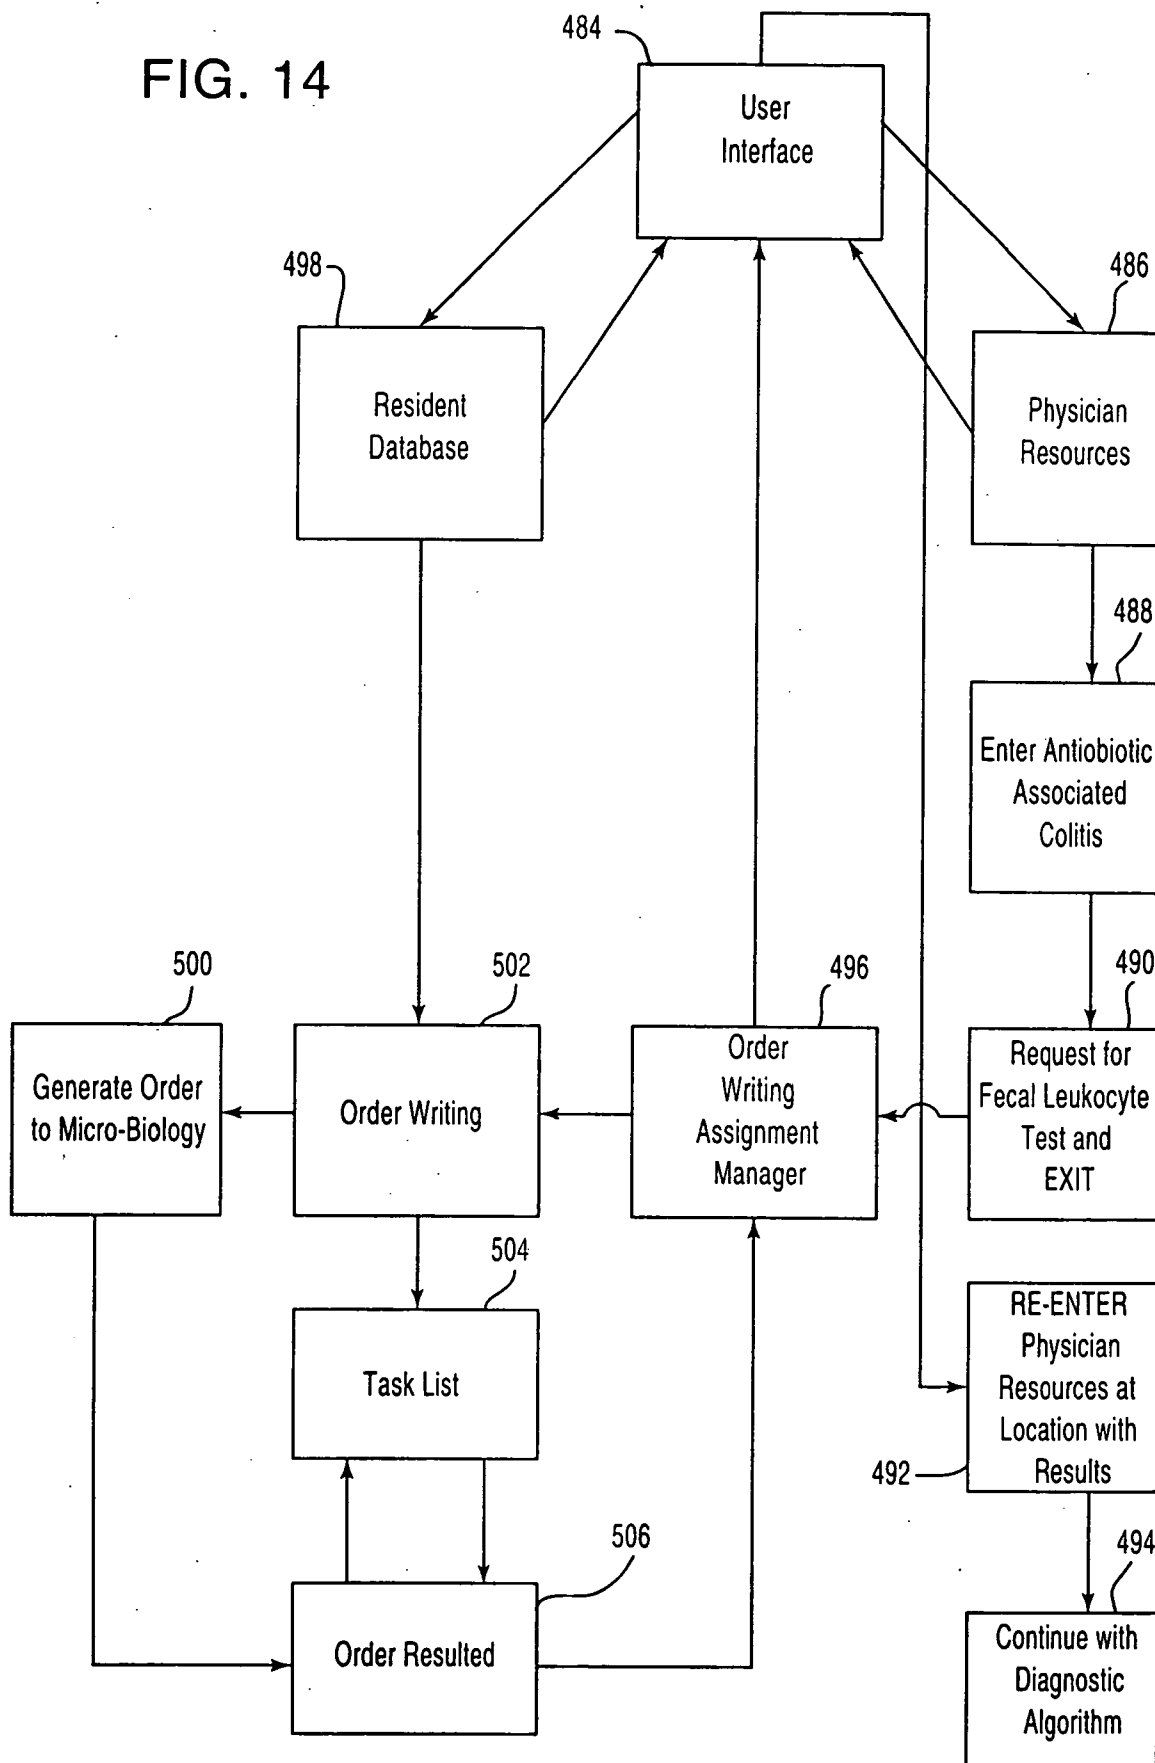 FIG. 14
484
User
Interface
498
486
Resident
Database
Physician
Resources
488
Enter Antiobiotic
Associated
Colitis
500
502
496
490
Generate Order
to Micro-Biology
Order Writing
Order
Writing
Assignment
Manager
Request for
Fecal Leukocyte
Test and
EXIT
504
Task List
RE-ENTER
Physician
Resources at
Location with
Results
492
506
494
Order Resulted
Continue with
Diagnostic
Algorithm